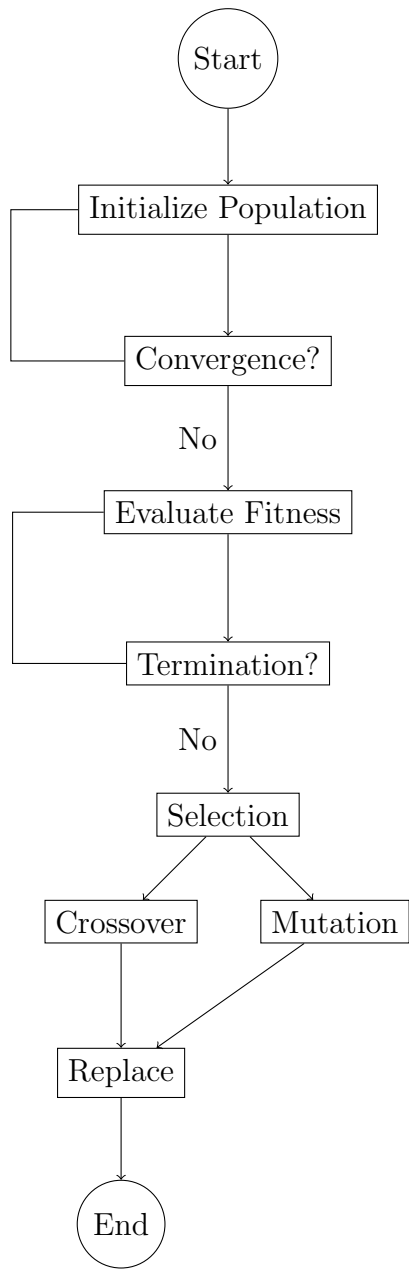 Start
Initialize Population
Convergence?
No
Evaluate Fitness
Termination?
No
Selection
Crossover
Mutation
Replace
End